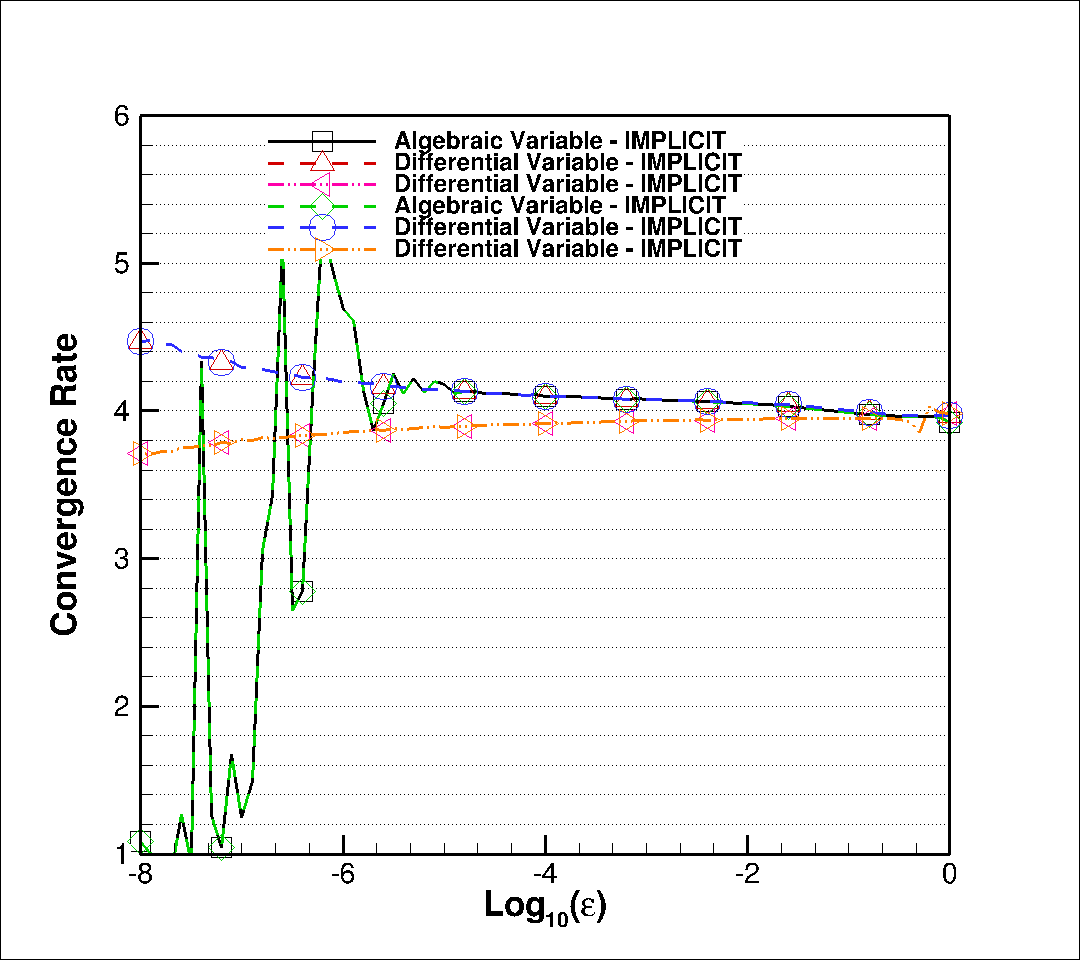 6
Algebraic Variable - IMPLICIT
Differential Variable - IMPLICIT
Differential Variable - IMPLICIT
Algebraic Variable - IMPLICIT
Differential Variable - IMPLICIT
Differential Variable - IMPLICIT
5
4
3
2
1
Convergence Rate
-8 -6 -4 -2 0
Log10(ε)